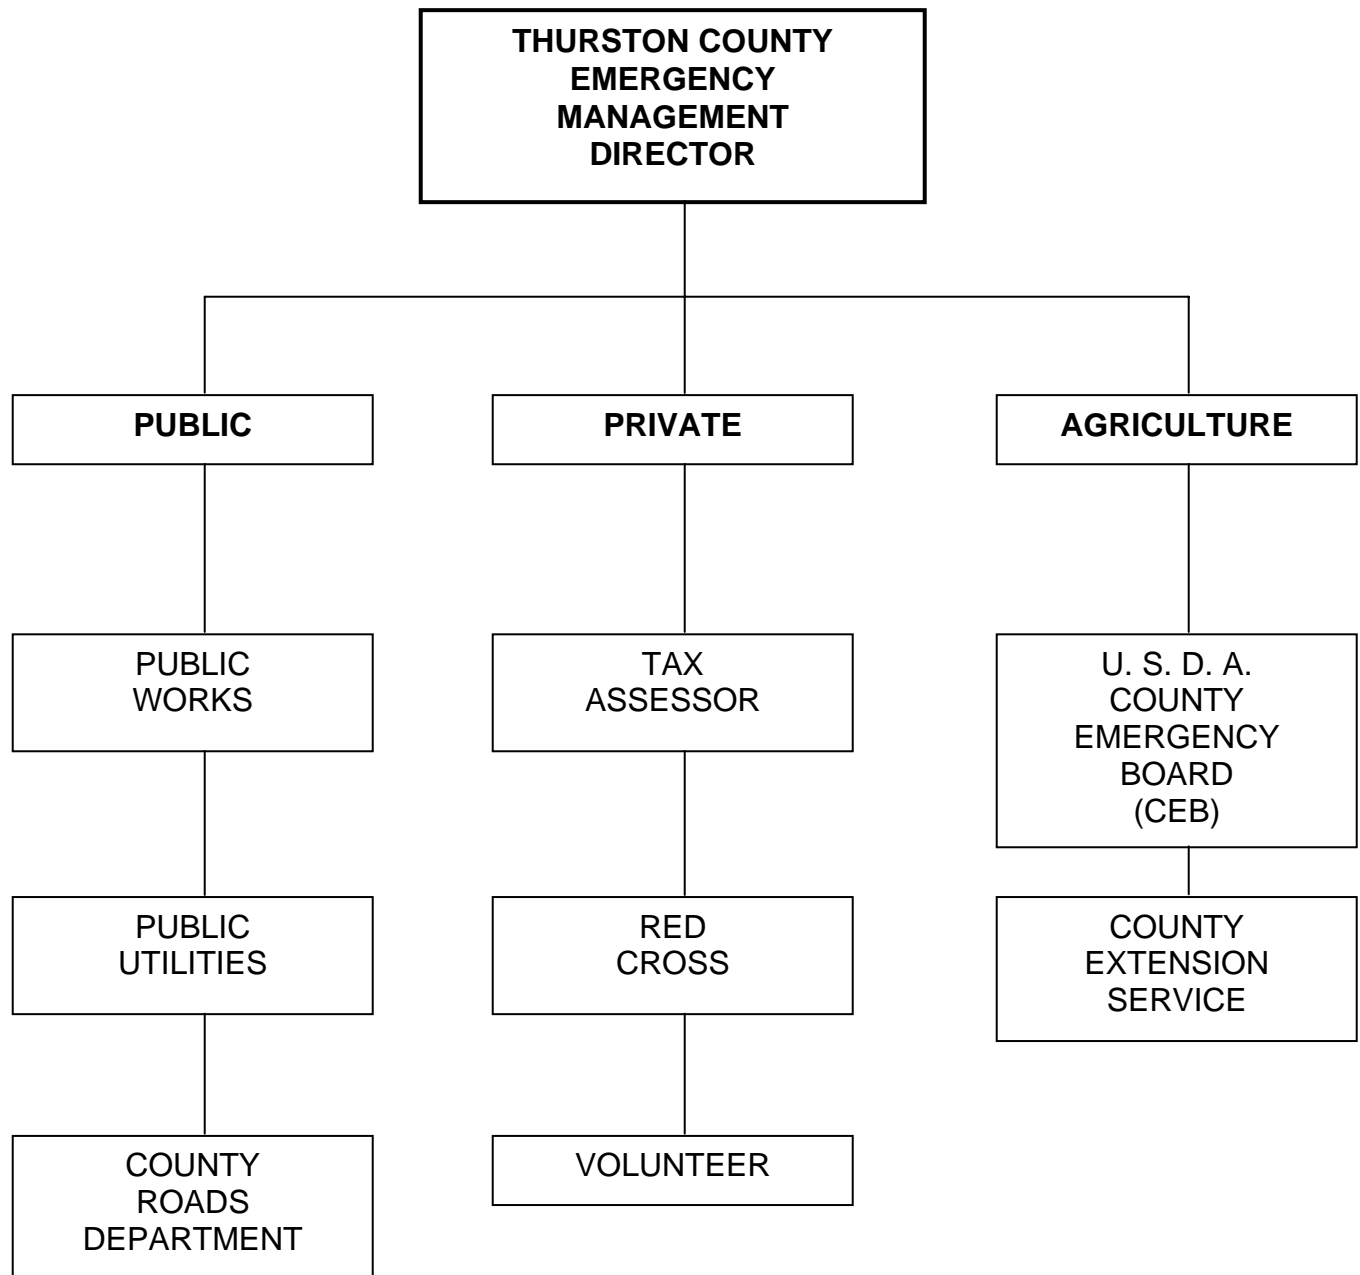 THURSTON COUNTY
EMERGENCY
MANAGEMENT
DIRECTOR
PUBLIC
PRIVATE
AGRICULTURE
PUBLIC
WORKS
TAX
ASSESSOR
U. S. D. A.
COUNTY
EMERGENCY
BOARD
(CEB)
PUBLIC
UTILITIES
RED
CROSS
COUNTY
EXTENSION
SERVICE
COUNTY
ROADS
DEPARTMENT
VOLUNTEER